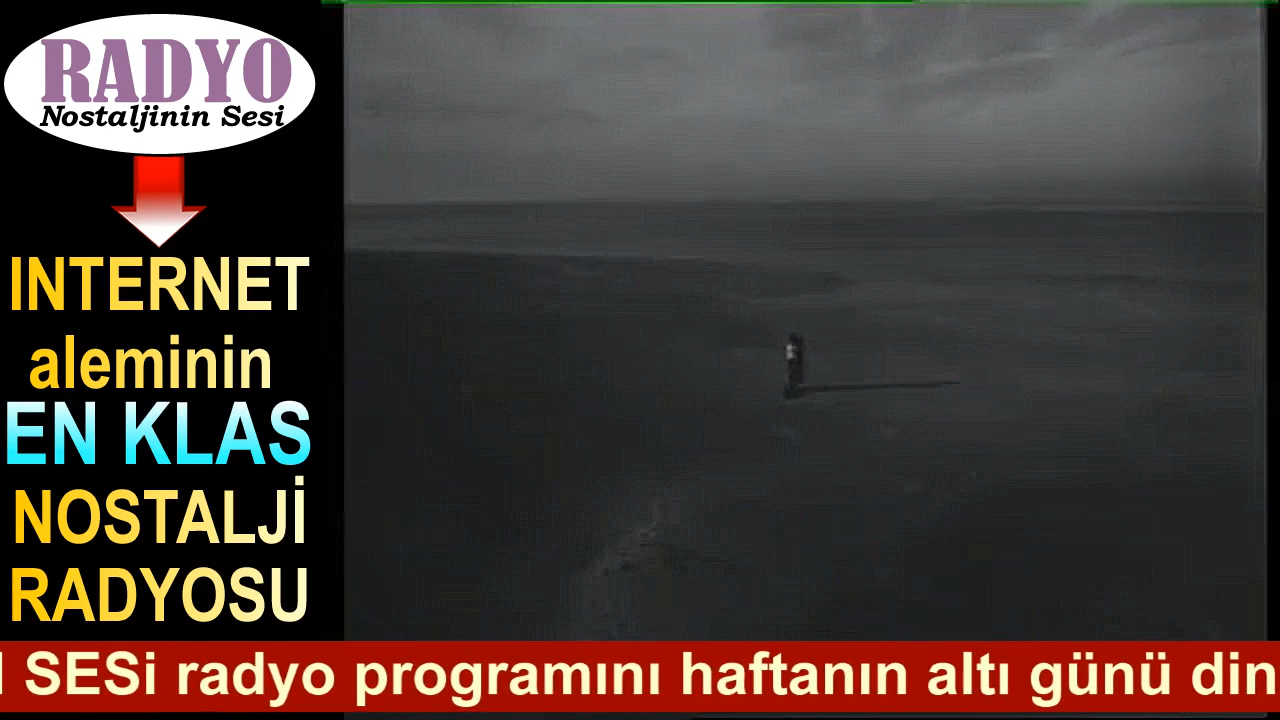 RADYO
Nostaljinin Sesi
INTERNET
aleminin
EN KLAS
NOSTALJİ
RADYOSU
SESi radyo programını haftanın altı günü din